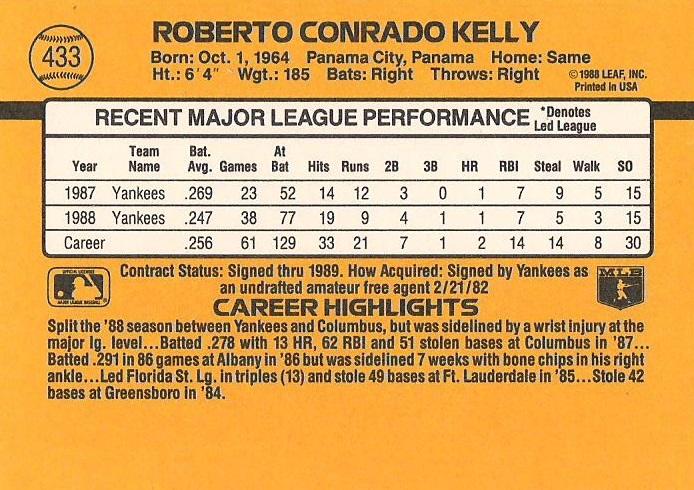 433
ROBERTO CONRADO KELLY
Born: Oct. 1, 1964 Panama City, Panama Home: Same
Ht.: 6'4" Wgt.: 185 Bats: Right Throws: Right
©1988 LEAF, INC.
Printed in USA
RECENT MAJOR LEAGUE PERFORMANCE *Denotes
Led League
Year Team Name Bat. Avg. Games At Bat Hits Runs 2B 3B HR RBI Steal Walk SO
1987 Yankees .269 23 52 14 12 3 0 1 7 9 5 15
1988 Yankees .247 38 77 19 9 4 1 1 7 5 3 15
Career .256 61 129 33 21 7 1 2 14 14 8 30
OFFICIAL LICENSEE
MAJOR LEAGUE BASEBALL
MLB
Contract Status: Signed thru 1989. How Acquired: Signed by Yankees as
an undrafted amateur free agent 2/21/82
CAREER HIGHLIGHTS
Split the '88 season between Yankees and Columbus, but was sidelined by a wrist injury at the
major lg. level...Batted .278 with 13 HR, 62 RBI and 51 stolen bases at Columbus in '87...
Batted .291 in 86 games at Albany in '86 but was sidelined 7 weeks with bone chips in his right
ankle...Led Florida St. Lg. in triples (13) and stole 49 bases at Ft. Lauderdale in '85...Stole 42
bases at Greensboro in '84.